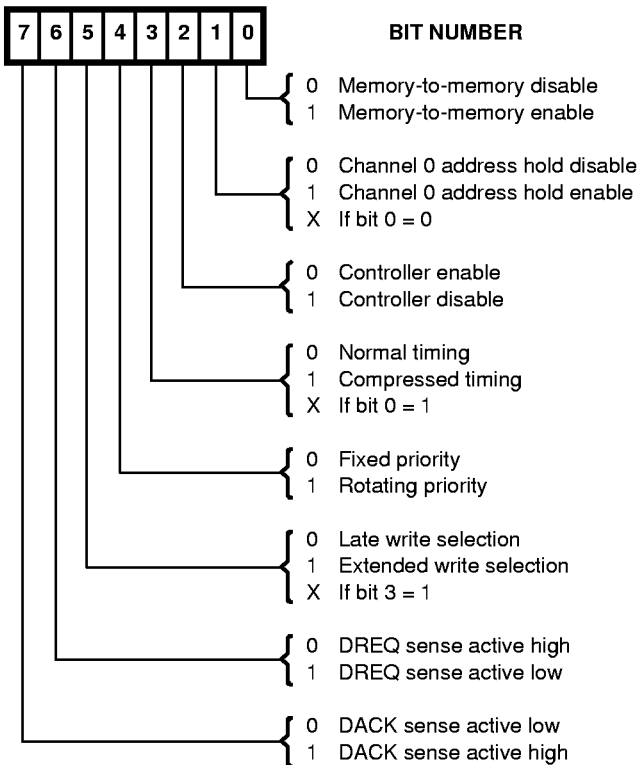 7 6 5 4 3 2 1 0 BIT NUMBER
0 Memory-to-memory disable
1 Memory-to-memory enable
0 Channel 0 address hold disable
1 Channel 0 address hold enable
X If bit 0 = 0
0 Controller enable
1 Controller disable
0 Normal timing
1 Compressed timing
X If bit 0 = 1
0 Fixed priority
1 Rotating priority
0 Late write selection
1 Extended write selection
X If bit 3 = 1
0 DREQ sense active high
1 DREQ sense active low
0 DACK sense active low
1 DACK sense active high